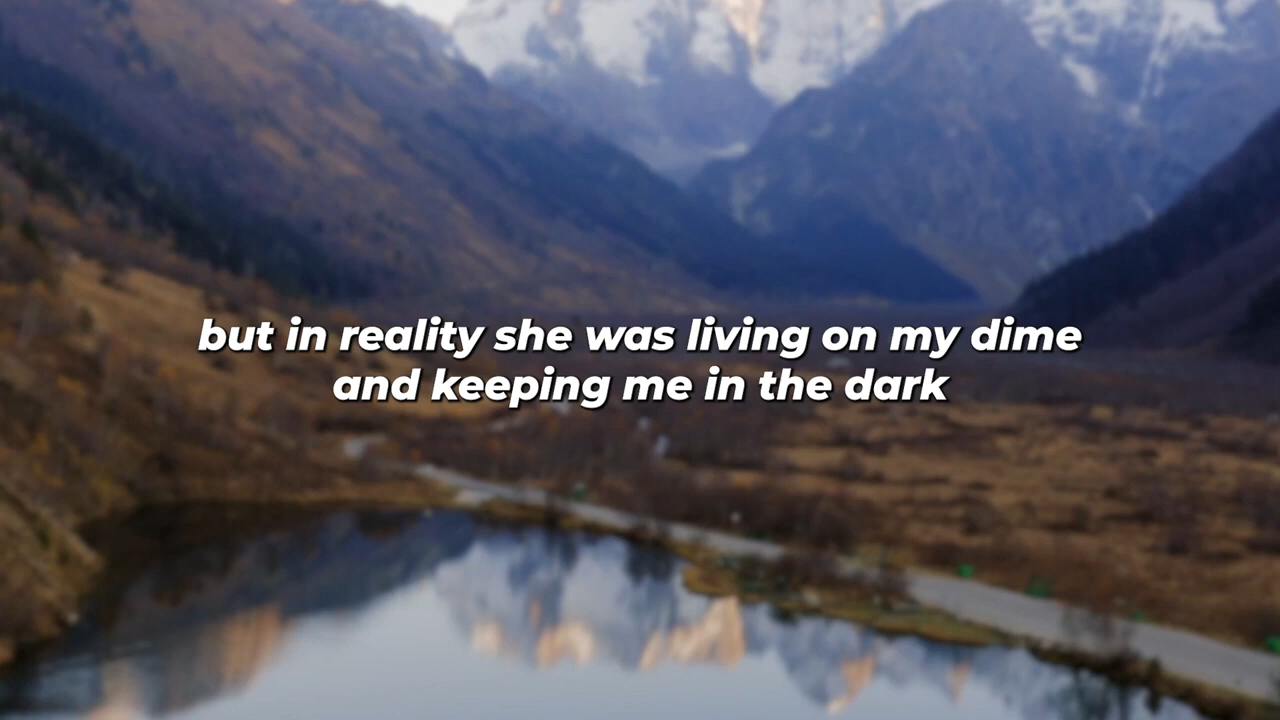 but in reality she was living on my dime
and keeping me in the dark